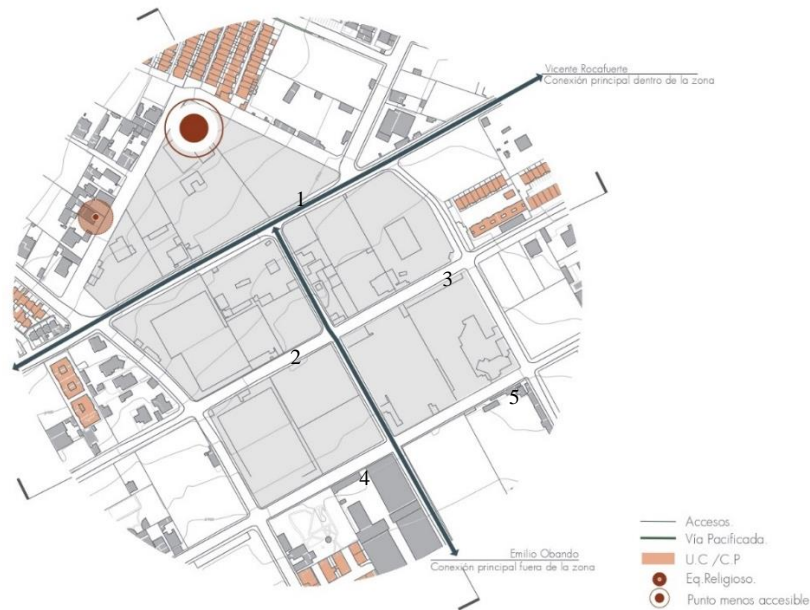 Vicente Rocafuerte
Conexión principal dentro de la zona
1
3
2
5
4
Emilio Obando
Conexión principal fuera de la zona
Accesos.
Vía Pacificada.
U.C /C.P
Eq.Religioso.
Punto menos accesible